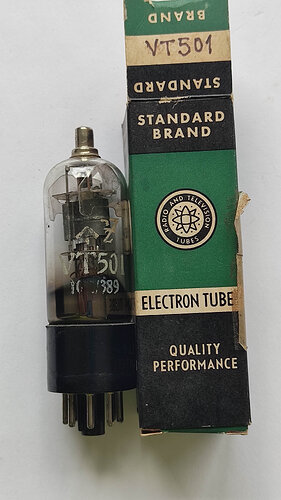 BRAND
VT501
STANDARD
STANDARD
BRAND
RADIO AND TELEVISION
TUBES
ELECTRON TUBE
QUALITY
PERFORMANCE
Z
VT501